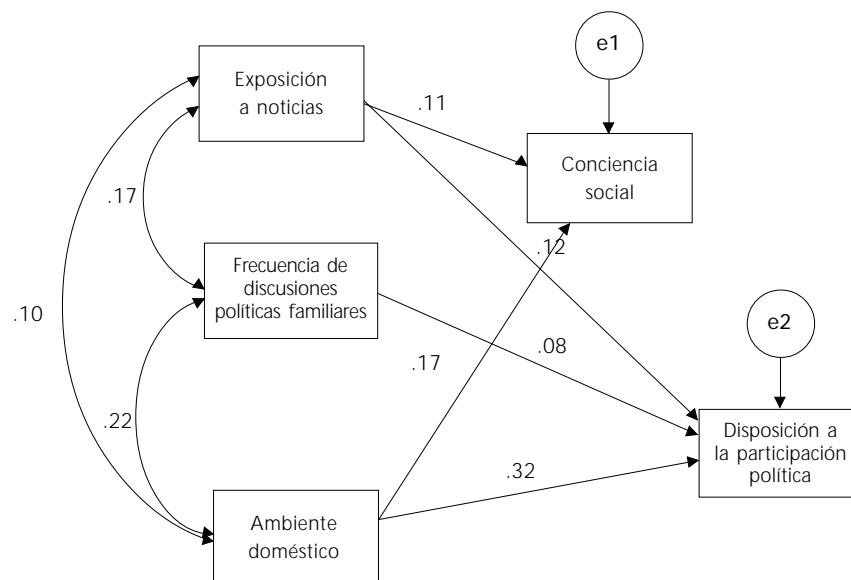 e1
Exposición
a noticias
.11
Conciencia
social
.17
.12
Frecuencia de
discusiones
políticas familiares
.10
e2
.08
.17
.22
Disposición a
la participación
política
.32
Ambiente
doméstico